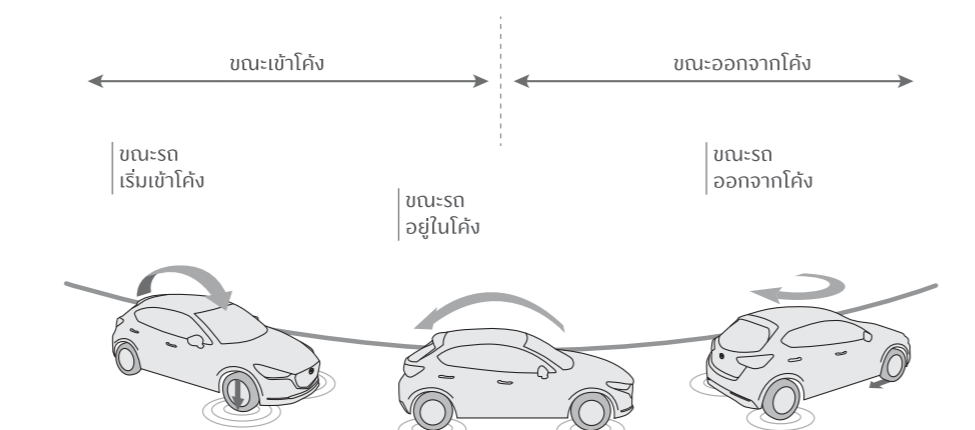 ขณะเข้าโค้ง
ขณะออกจากโค้ง
ขณะรถ
เริ่มเข้าโค้ง
ขณะรถ
อยู่ในโค้ง
ขณะรถ
ออกจากโค้ง